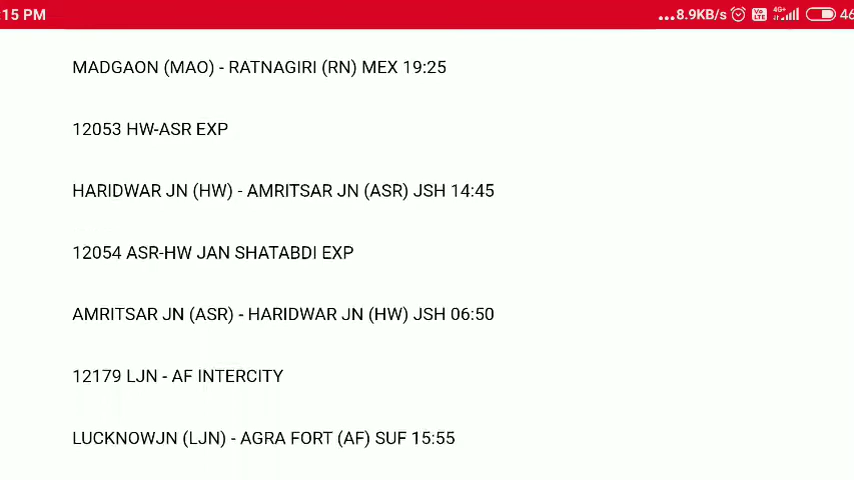 :15 PM ...8.9KB/s 4G+ 46
MADGAON (MAO) - RATNAGIRI (RN) MEX 19:25
12053 HW-ASR EXP
HARIDWAR JN (HW) - AMRITSAR JN (ASR) JSH 14:45
12054 ASR-HW JAN SHATABDI EXP
AMRITSAR JN (ASR) - HARIDWAR JN (HW) JSH 06:50
12179 LJN - AF INTERCITY
LUCKNOWJN (LJN) - AGRA FORT (AF) SUF 15:55